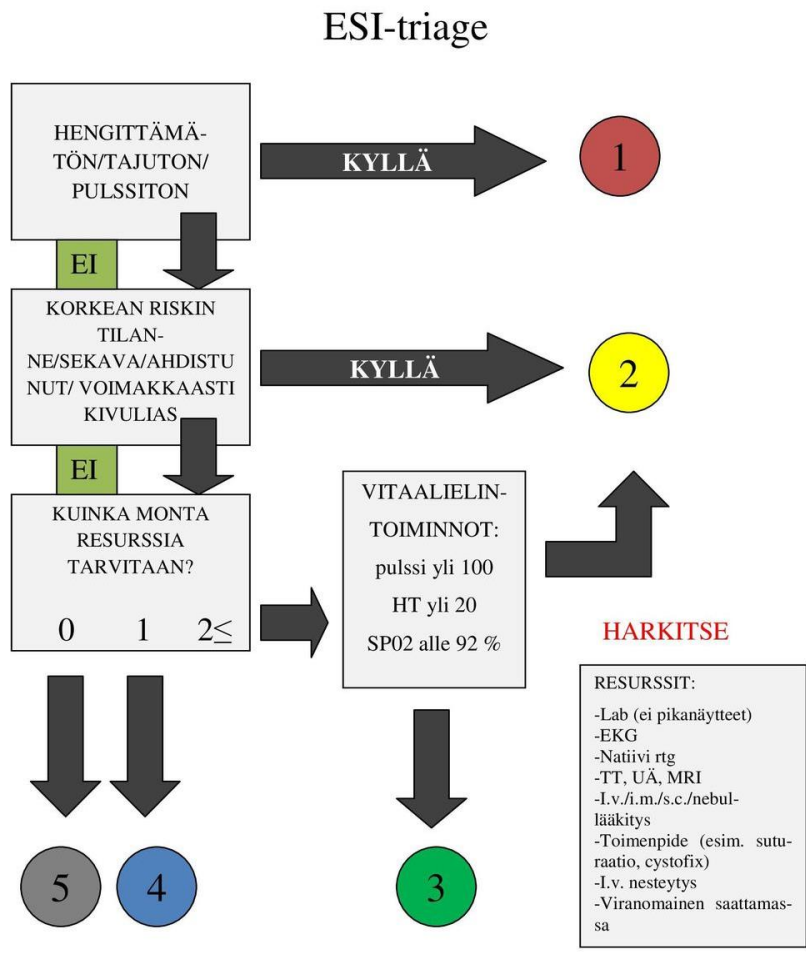 ESI-triage
HENGITTÄMÄ-
TÖN/TAJUTON/
PULSSITON
KYLLÄ
1
EI
KORKEAN RISKIN
TILAN-
NE/SEKAVA/AHDISTU
NUT/ VOIMAKKAASTI
KIVULIAS
KYLLÄ
2
EI
KUINKA MONTA
RESURSSIA
TARVITAAN?
0 1 2≤
VITAALIELIN-
TOIMINNOT:
pulssi yli 100
HT yli 20
SP02 alle 92 %
HARKITSE
RESURSSIT:
-Lab (ei pikanäytteet)
-EKG
-Natiivi rtg
-TT, UÄ, MRI
-I.v./i.m./s.c./nebul-
lääkitys
-Toimenpide (esim. sutu-
raatio, cystofix)
-I.v. nesteytys
-Viranomainen saattamas-
sa
5
4
3